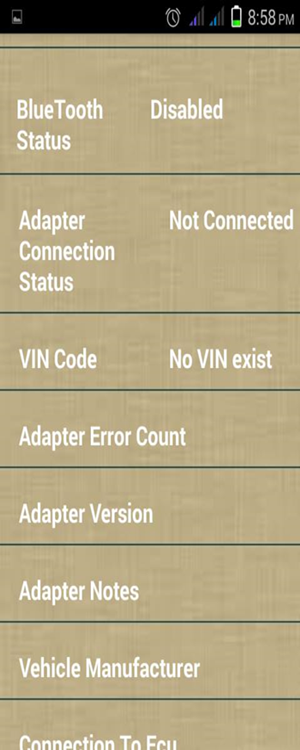 8:58 PM
BlueTooth Disabled
Status
Adapter Not Connected
Connection
Status
VIN Code No VIN exist
Adapter Error Count
Adapter Version
Adapter Notes
Vehicle Manufacturer
Connection To Ecu